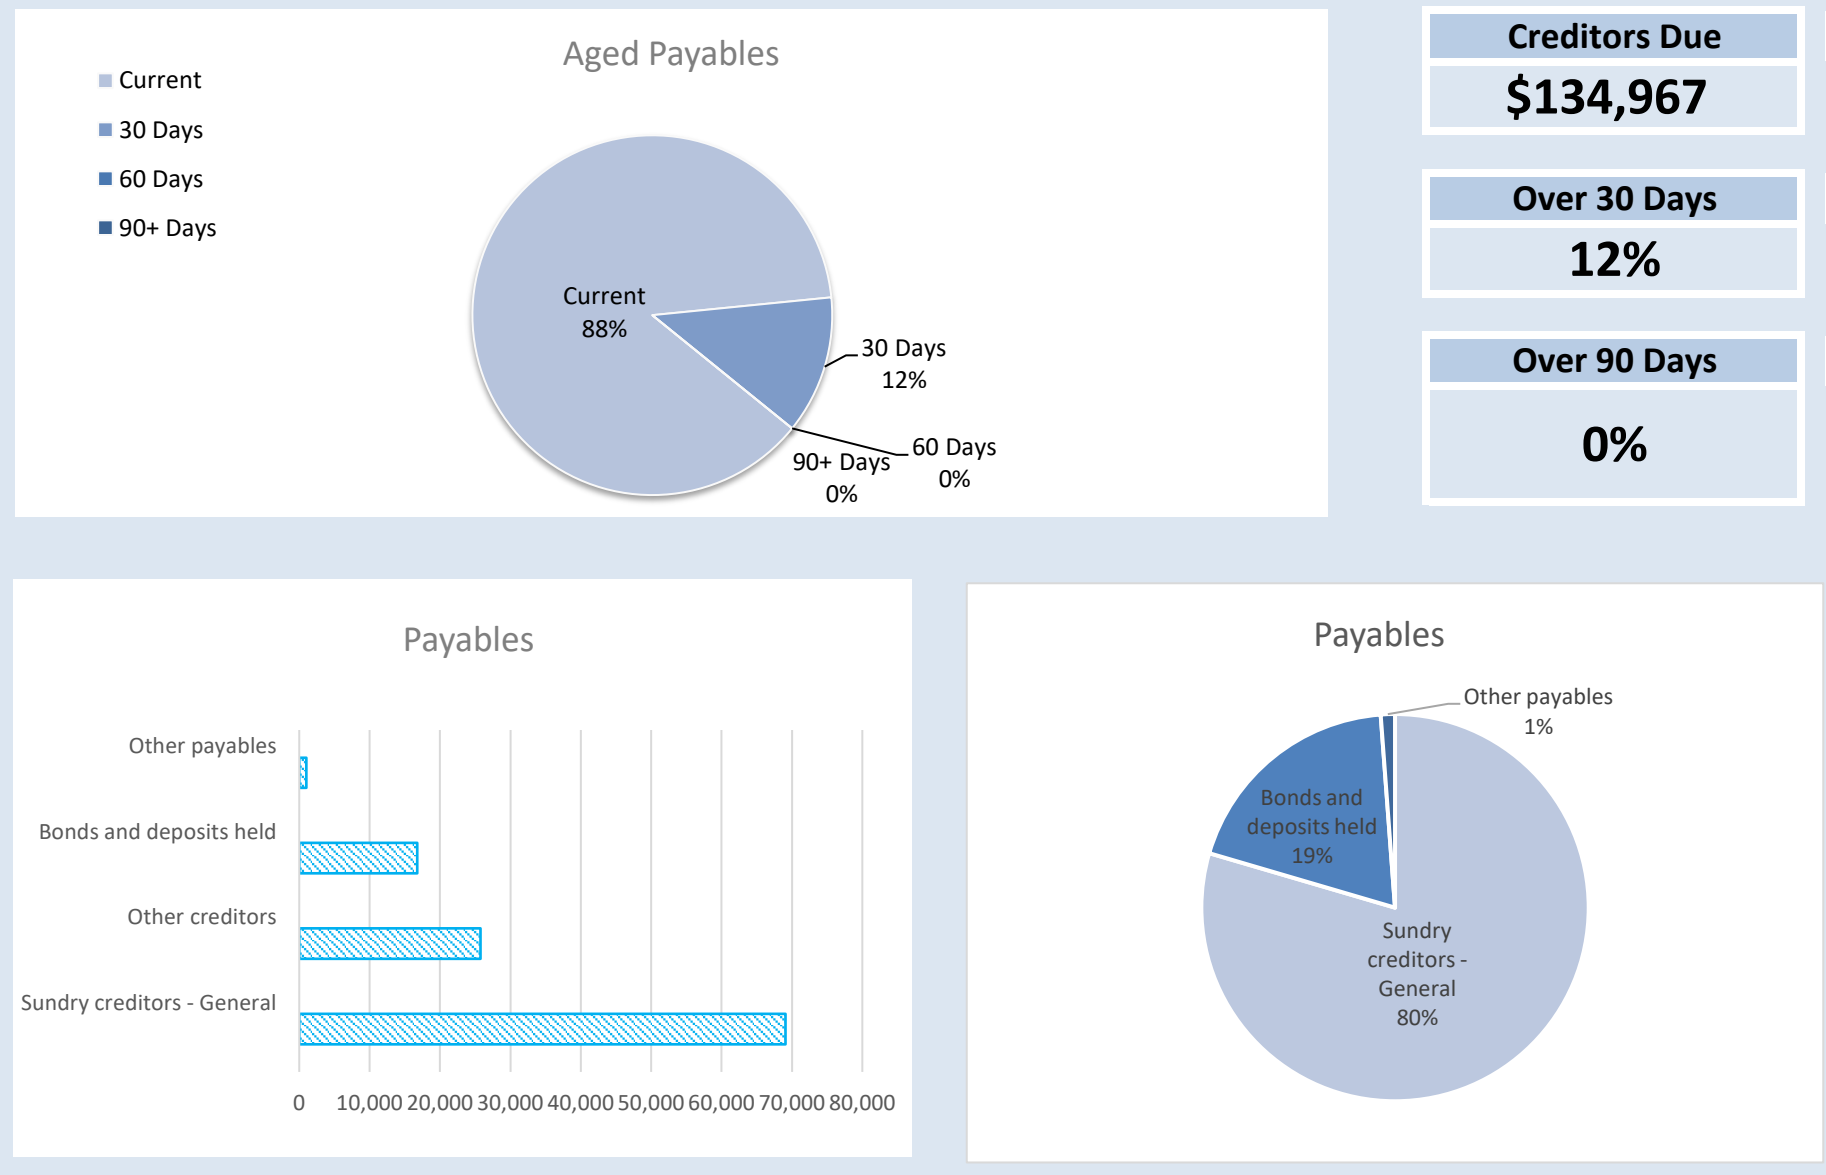 Aged Payables
Current
30 Days
60 Days
90+ Days
Current
88%
30 Days
12%
60 Days
0%
90+ Days
0%
Creditors Due
$134,967
Over 30 Days
12%
Over 90 Days
0%
Payables
Other payables
Bonds and deposits held
Other creditors
Sundry creditors - General
0 10,000 20,000 30,000 40,000 50,000 60,000 70,000 80,000
Payables
Other payables
1%
Bonds and
deposits held
19%
Sundry
creditors -
General
80%